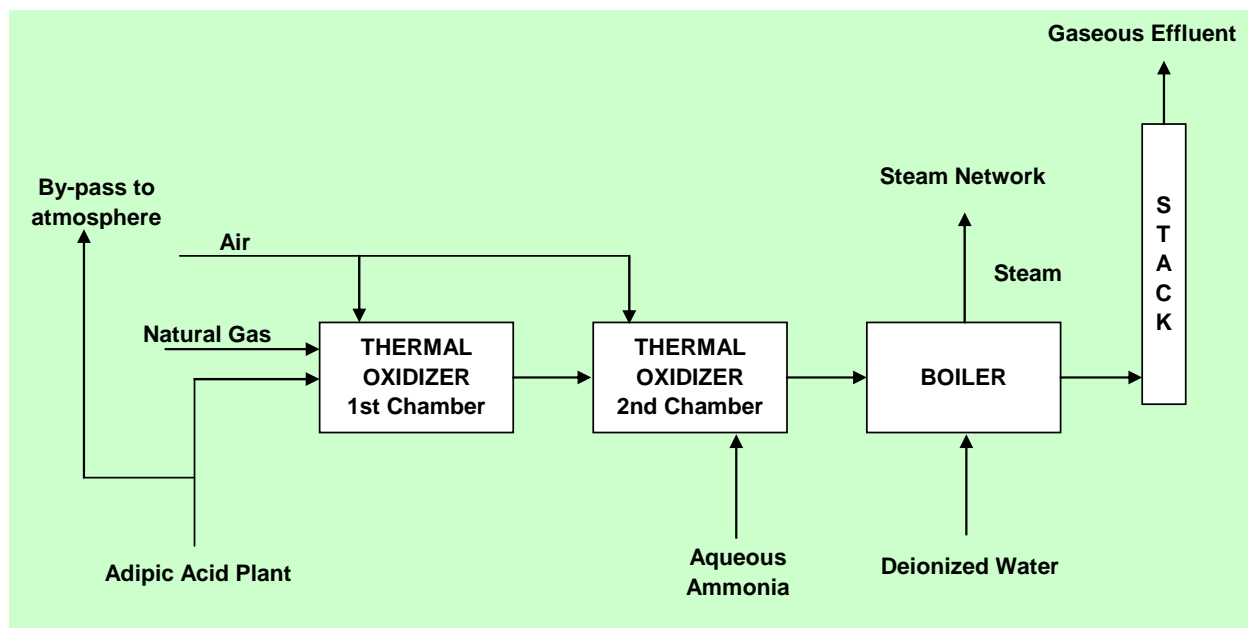 Gaseous Effluent
By-pass to
atmosphere
Steam Network
S
T
A
C
K
Air
Steam
Natural Gas
THERMAL
OXIDIZER
1st Chamber
THERMAL
OXIDIZER
2nd Chamber
BOILER
Adipic Acid Plant
Aqueous
Ammonia
Deionized Water